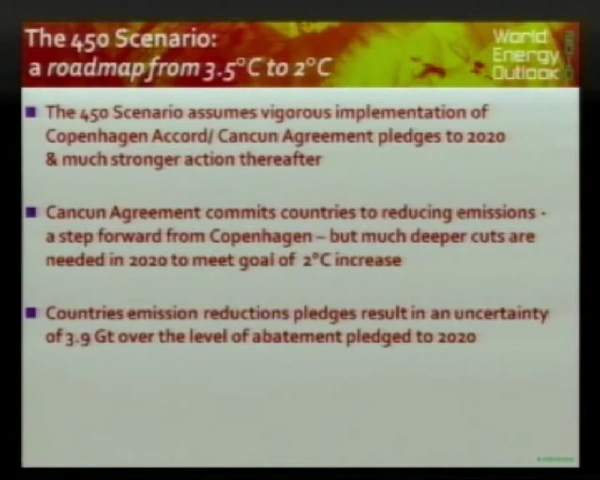 The 450 Scenario:
a roadmap from 3.5°C to 2°C
World
Energy
Outlook
2010
The 450 Scenario assumes vigorous implementation of
Copenhagen Accord/ Cancun Agreement pledges to 2020
& much stronger action thereafter
Cancun Agreement commits countries to reducing emissions -
a step forward from Copenhagen – but much deeper cuts are
needed in 2020 to meet goal of 2°C increase
Countries emission reductions pledges result in an uncertainty
of 3.9 Gt over the level of abatement pledged to 2020